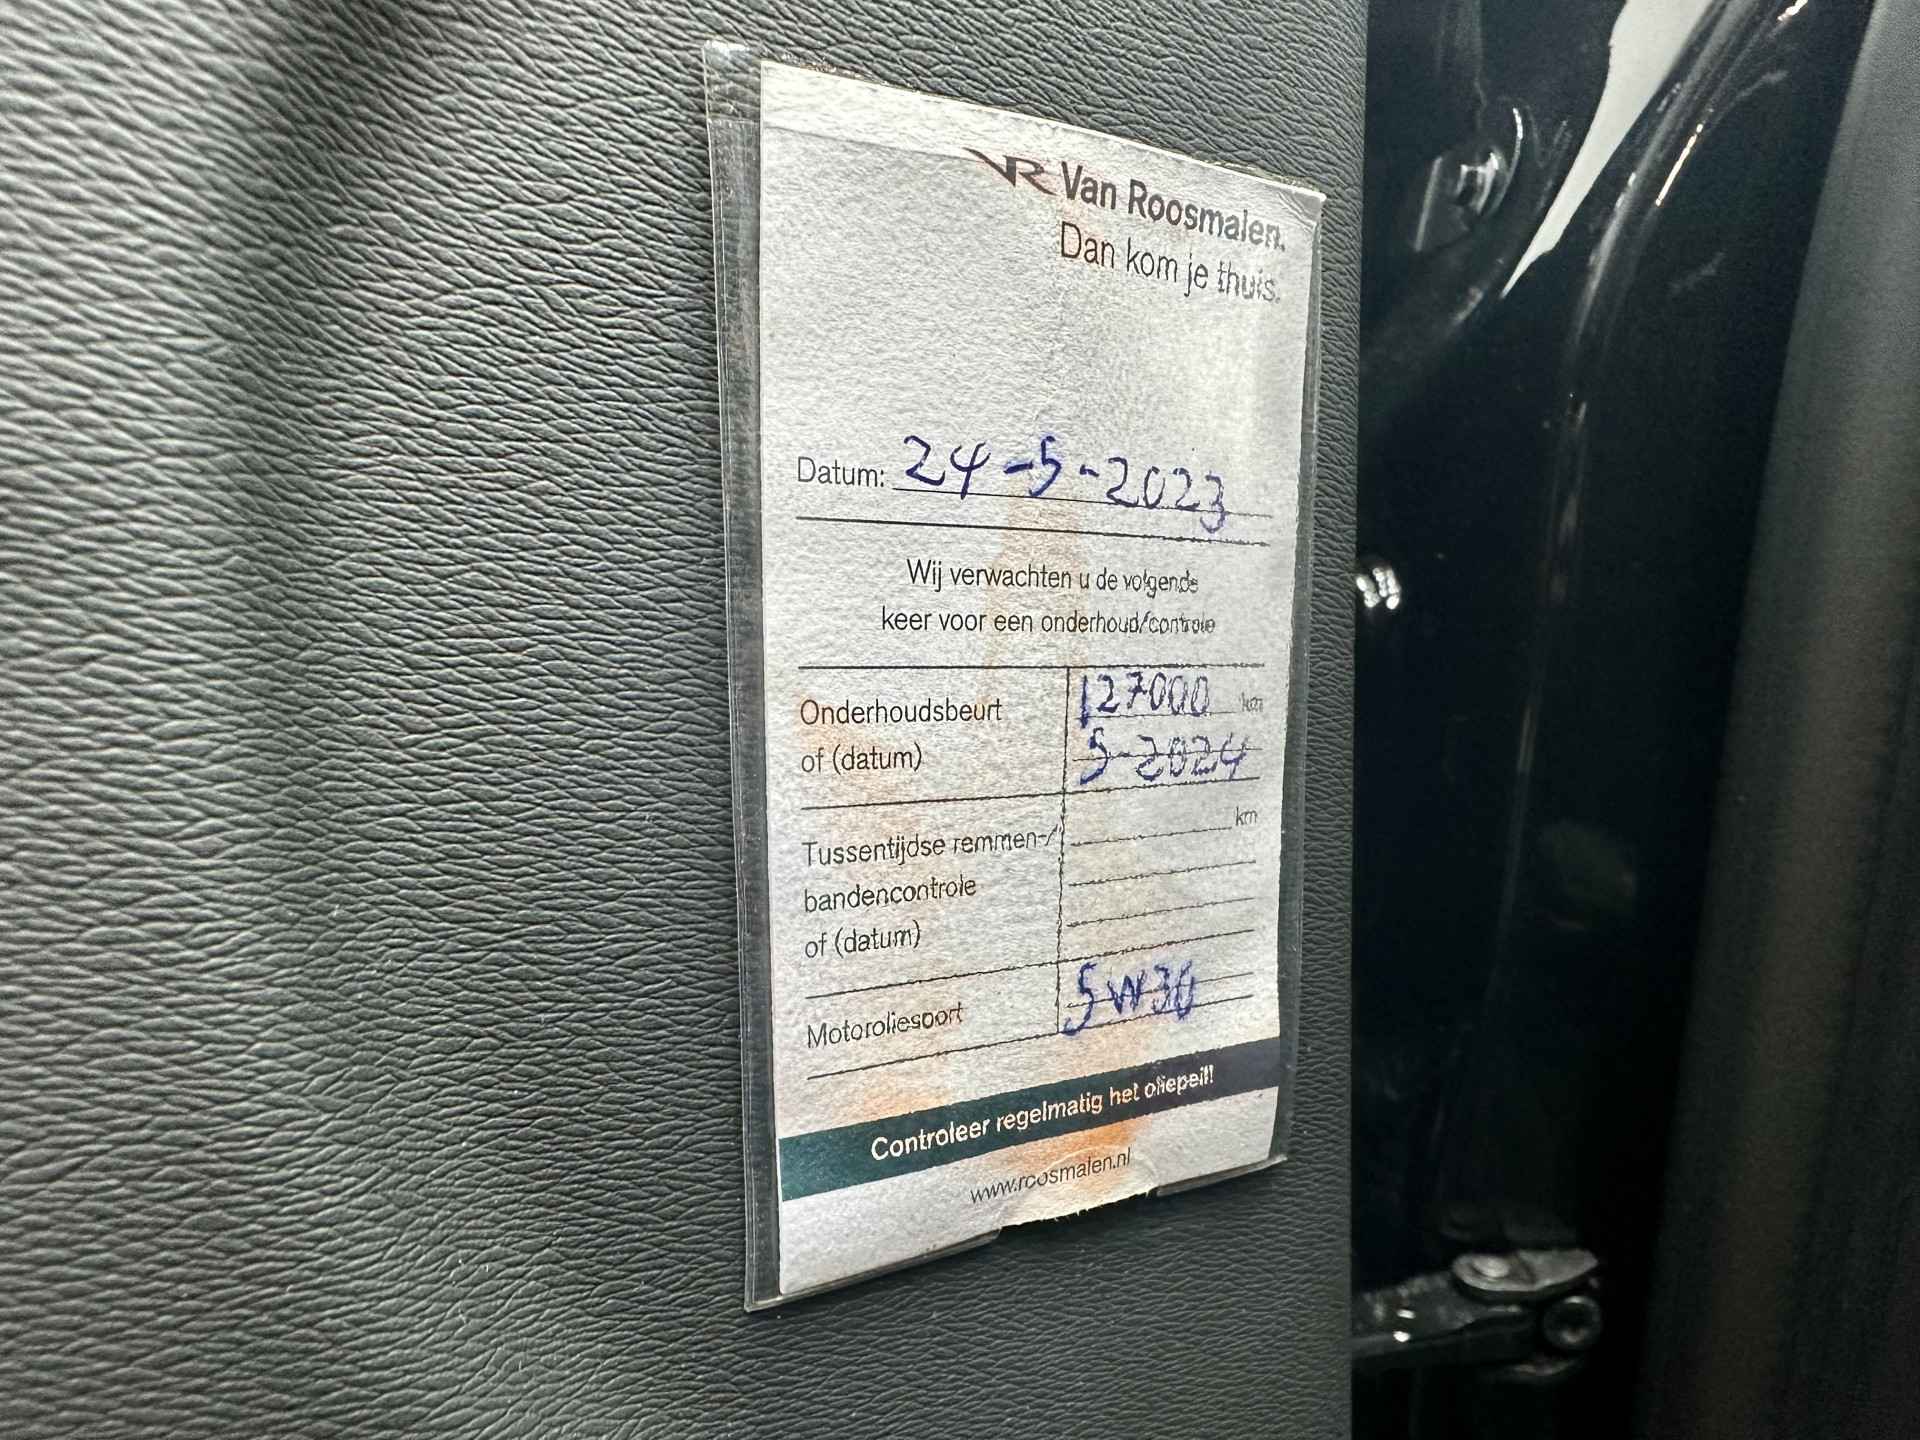 VR Van Roosmalen.
Dan kom je thuis.
Datum: 24-5-2023
Wij verwachten u de volgende
keer voor een onderhoud/controle
Onderhoudsbeurt 127000 km
of (datum) 5-2024
Tussentijdse remmen-/ km
bandencontrole
of (datum)
Motoroliesoort 5W30
Controleer regelmatig het oliepeil!
www.roosmalen.nl